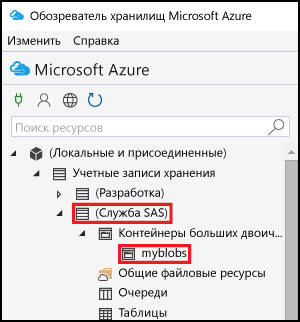 Обозреватель хранилищ Microsoft Azure
Изменить Справка
Microsoft Azure
Поиск ресурсов
(Локальные и присоединенные)
Учетные записи хранения
(Разработка)
(Служба SAS)
Контейнеры больших двоич
myblobs
Общие файловые ресурсы
Очереди
Таблицы